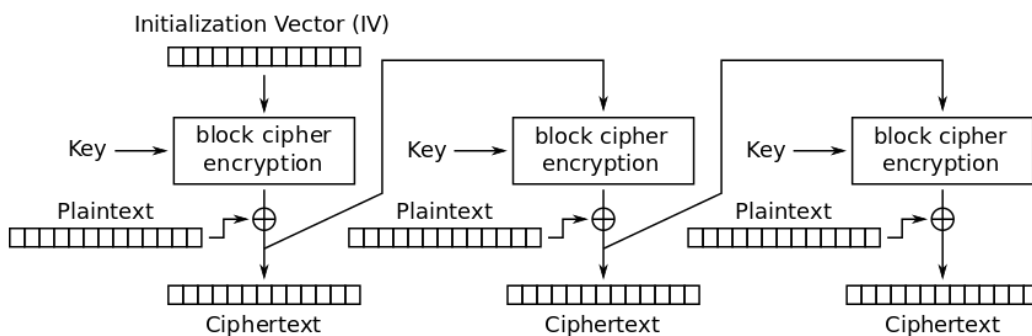 Initialization Vector (IV)
Key
block cipher
encryption
Key
block cipher
encryption
Key
block cipher
encryption
Plaintext
Plaintext
Plaintext
Ciphertext
Ciphertext
Ciphertext